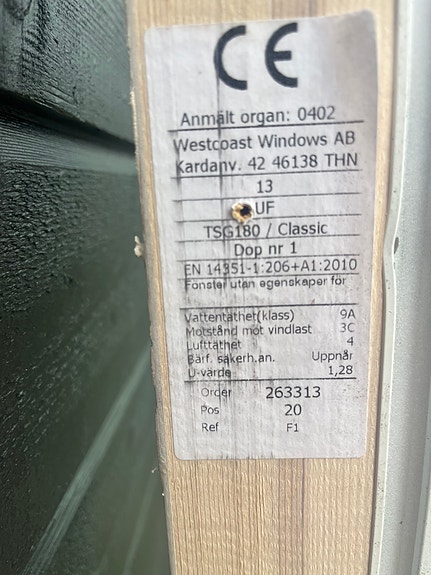 CE
Anmält organ: 0402
Westcoast Windows AB
Kardanv. 42 46138 THN
13
UF
TSG180 / Classic
Dop nr 1
EN 14351-1:206+A1:2010
Fönster utan egenskaper för
Vattentäthet(klass) 9A
Motstånd mot vindlast 3C
Lufttäthet 4
Bärf. säkerh.an. Uppnår
U-värde 1,28
Order 263313
Pos 20
Ref F1